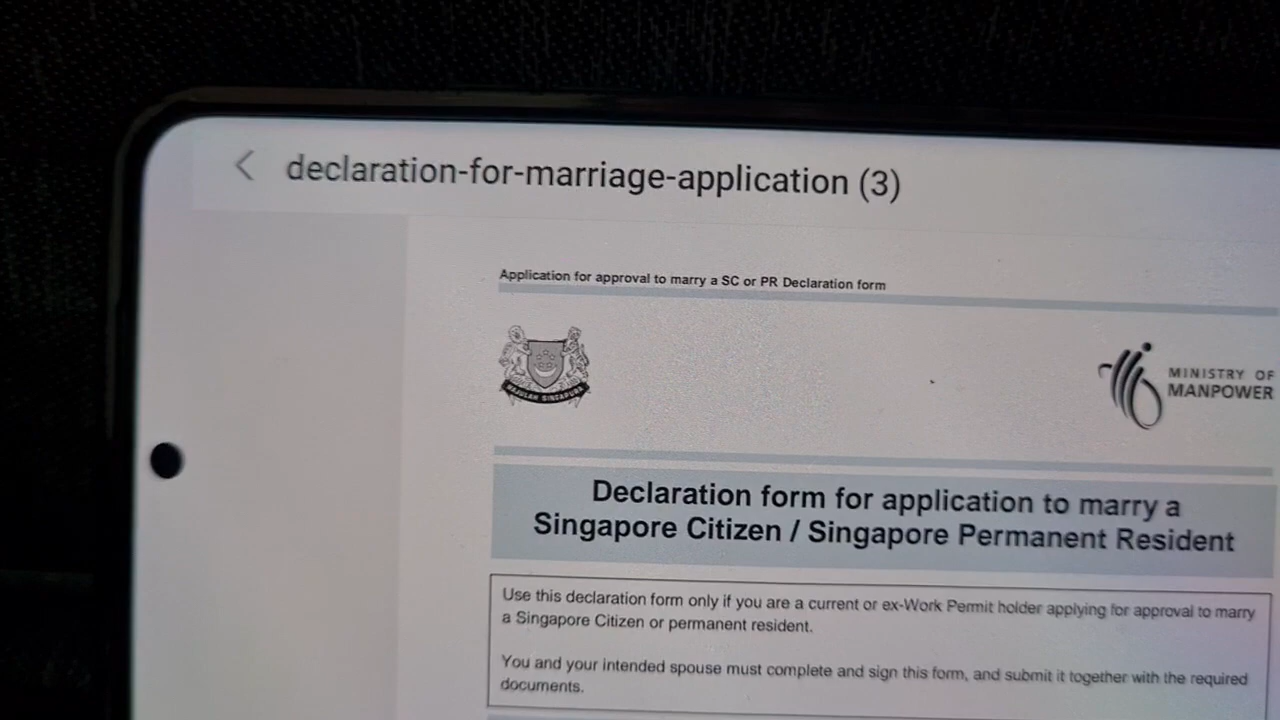 declaration-for-marriage-application (3)
Application for approval to marry a SC or PR Declaration form
MAJULAH SINGAPURA
MINISTRY OF
MANPOWER
Declaration form for application to marry a
Singapore Citizen / Singapore Permanent Resident
Use this declaration form only if you are a current or ex-Work Permit holder applying for approval to marry
a Singapore Citizen or permanent resident.
You and your intended spouse must complete and sign this form, and submit it together with the required
documents.